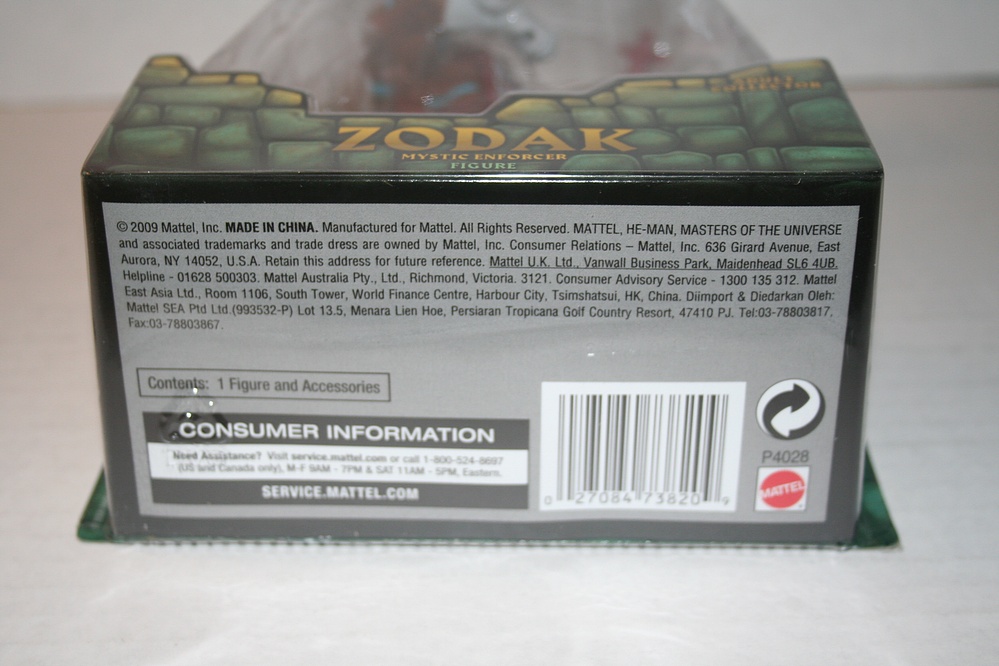 ADULT
COLLECTOR
ZODAK
MYSTIC ENFORCER
FIGURE
© 2009 Mattel, Inc. MADE IN CHINA. Manufactured for Mattel. All Rights Reserved. MATTEL, HE-MAN, MASTERS OF THE UNIVERSE
and associated trademarks and trade dress are owned by Mattel, Inc. Consumer Relations – Mattel, Inc. 636 Girard Avenue, East
Aurora, NY 14052, U.S.A. Retain this address for future reference. Mattel U.K. Ltd., Vanwall Business Park, Maidenhead SL6 4UB.
Helpline - 01628 500303. Mattel Australia Pty., Ltd., Richmond, Victoria. 3121. Consumer Advisory Service - 1300 135 312. Mattel
East Asia Ltd., Room 1106, South Tower, World Finance Centre, Harbour City, Tsimshatsui, HK, China. Diimport & Diedarkan Oleh:
Mattel SEA Ptd Ltd.(993532-P) Lot 13.5, Menara Lien Hoe, Persiaran Tropicana Golf Country Resort, 47410 PJ. Tel:03-78803817.
Fax:03-78803867.
Contents: 1 Figure and Accessories
CONSUMER INFORMATION
Need Assistance? Visit service.mattel.com or call 1-800-524-8697
(US and Canada only), M-F 9AM - 7PM & SAT 11AM - 5PM, Eastern.
SERVICE.MATTEL.COM
0 27084 73820 9
P4028
MATTEL